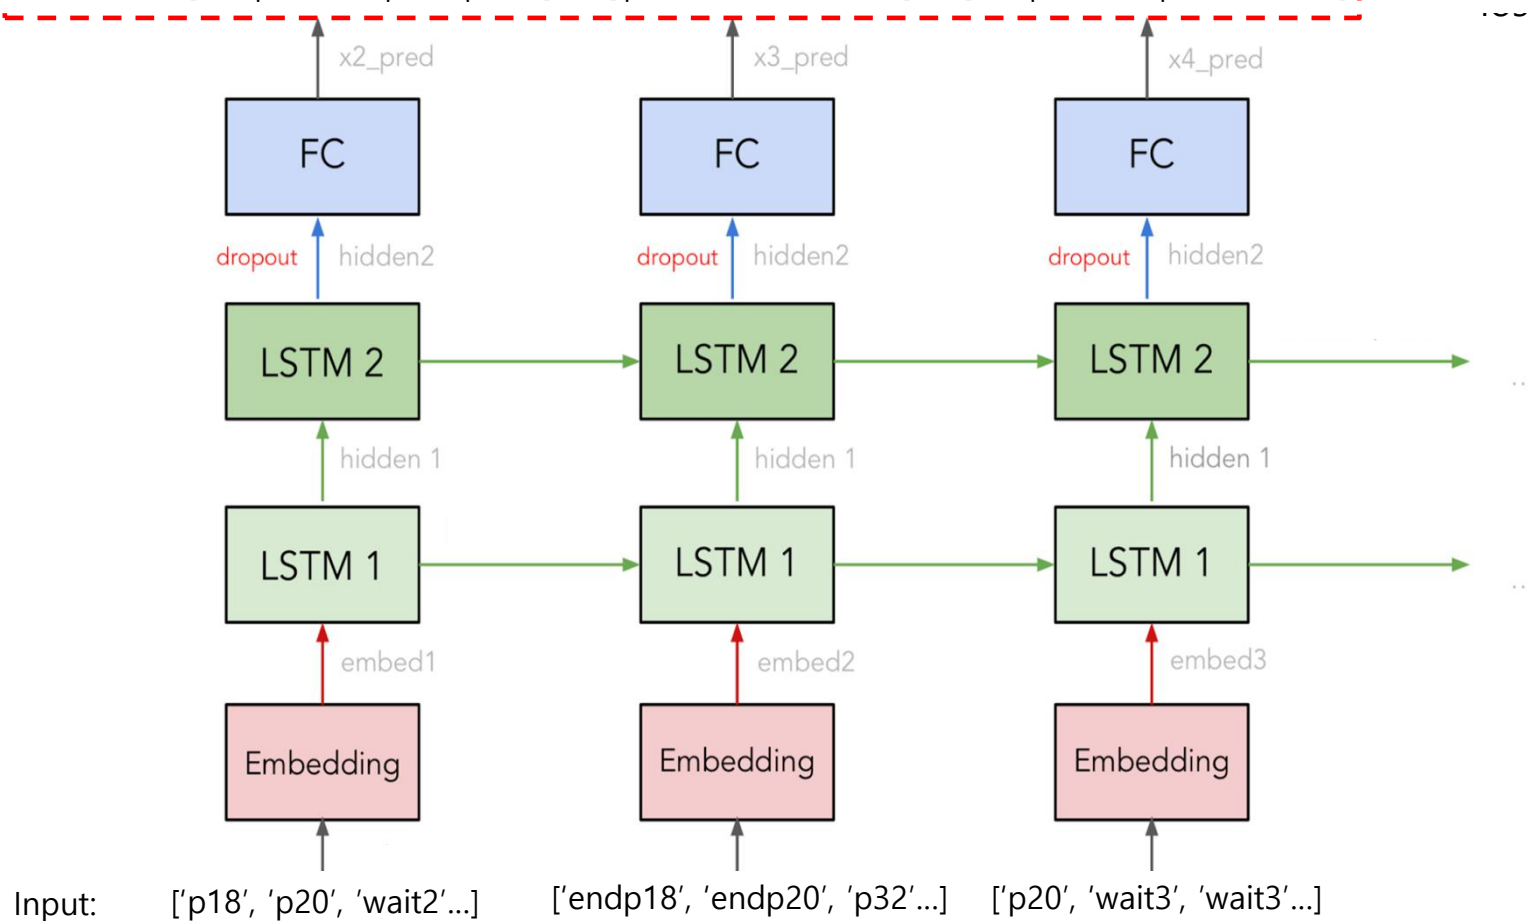 x2_pred x3_pred x4_pred
FC FC FC
dropout hidden2 dropout hidden2 dropout hidden2
LSTM 2 LSTM 2 LSTM 2
..
hidden 1 hidden 1 hidden 1
LSTM 1 LSTM 1 LSTM 1
..
embed1 embed2 embed3
Embedding Embedding Embedding
Input: ['p18', 'p20', 'wait2'...] ['endp18', 'endp20', 'p32'...] ['p20', 'wait3', 'wait3'...]